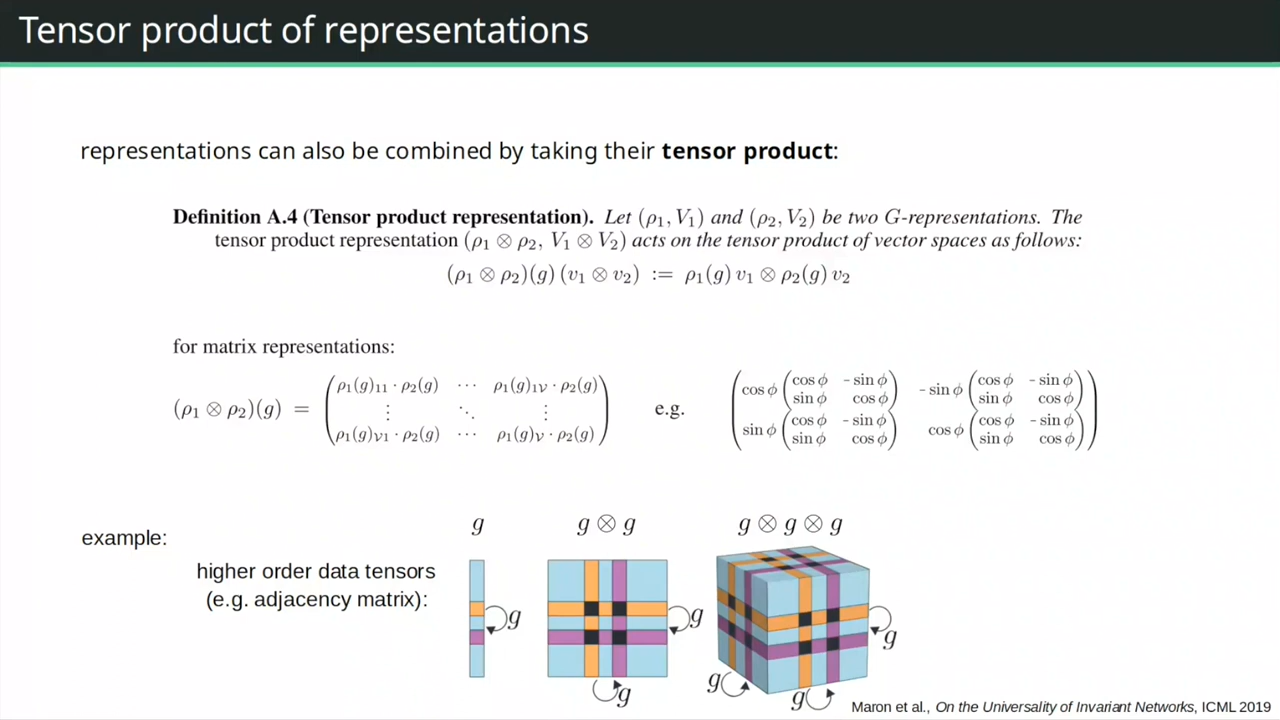 Tensor product of representations
representations can also be combined by taking their tensor product:
Definition A.4 (Tensor product representation). Let (ρ₁, V₁) and (ρ₂, V₂) be two G-representations. The
tensor product representation (ρ₁ ⊗ ρ₂, V₁ ⊗ V₂) acts on the tensor product of vector spaces as follows:
(ρ₁ ⊗ ρ₂)(g) (v₁ ⊗ v₂) := ρ₁(g) v₁ ⊗ ρ₂(g) v₂
for matrix representations:
ρ₁(g)₁₁ · ρ₂(g) ⋯ ρ₁(g)₁ᵥ · ρ₂(g)
(ρ₁ ⊗ ρ₂)(g) = ⋮ ⋱ ⋮ e.g.
ρ₁(g)ᵥ₁ · ρ₂(g) ⋯ ρ₁(g)ᵥ · ρ₂(g)
cos ϕ (cos ϕ -sin ϕ sin ϕ cos ϕ) -sin ϕ (cos ϕ -sin ϕ sin ϕ cos ϕ)
sin ϕ (cos ϕ -sin ϕ sin ϕ cos ϕ) cos ϕ (cos ϕ -sin ϕ sin ϕ cos ϕ)
example:
higher order data tensors
(e.g. adjacency matrix):
g
g ⊗ g
g ⊗ g ⊗ g
g
g
g
g
g
g
Maron et al., On the Universality of Invariant Networks, ICML 2019